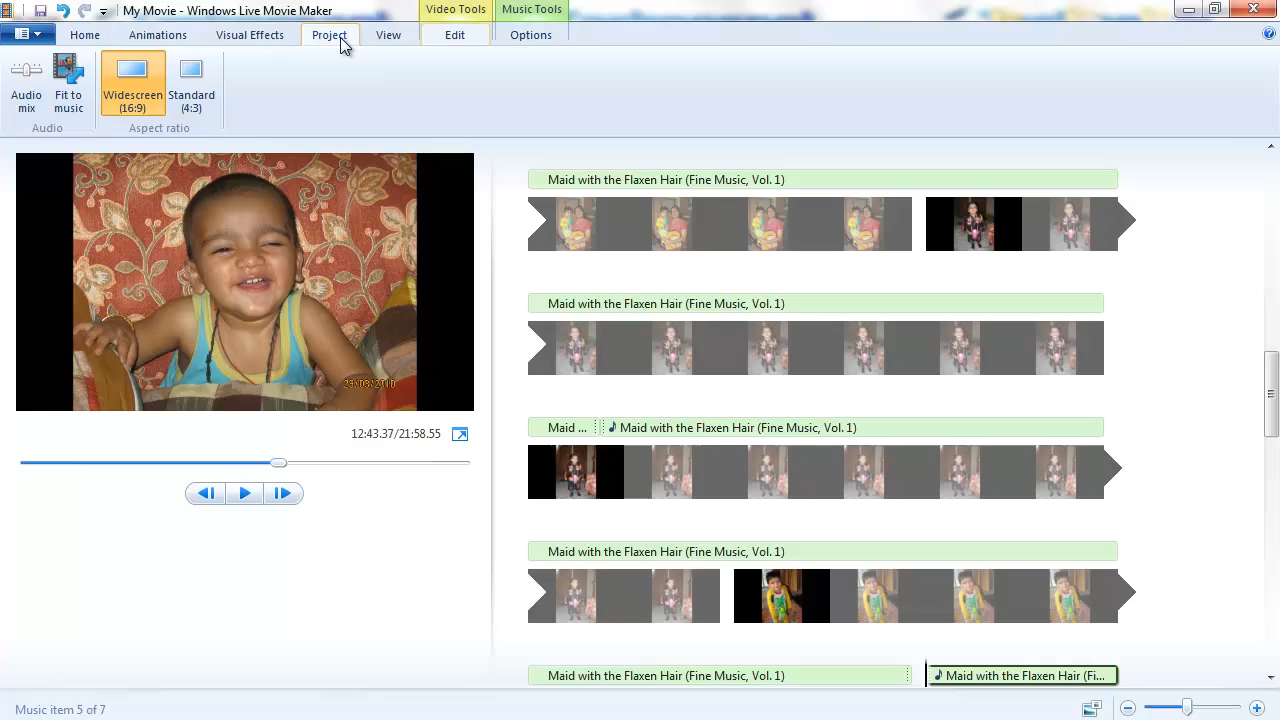 My Movie - Windows Live Movie Maker
Video Tools
Music Tools
Home
Animations
Visual Effects
Project
View
Edit
Options
Audio mix
Fit to music
Widescreen (16:9)
Standard (4:3)
Audio
Aspect ratio
Maid with the Flaxen Hair (Fine Music, Vol. 1)
Maid with the Flaxen Hair (Fine Music, Vol. 1)
29/09/2010
12:43.37/21:58.55
Maid ...
Maid with the Flaxen Hair (Fine Music, Vol. 1)
Maid with the Flaxen Hair (Fine Music, Vol. 1)
Maid with the Flaxen Hair (Fine Music, Vol. 1)
Maid with the Flaxen Hair (Fi...
Music item 5 of 7